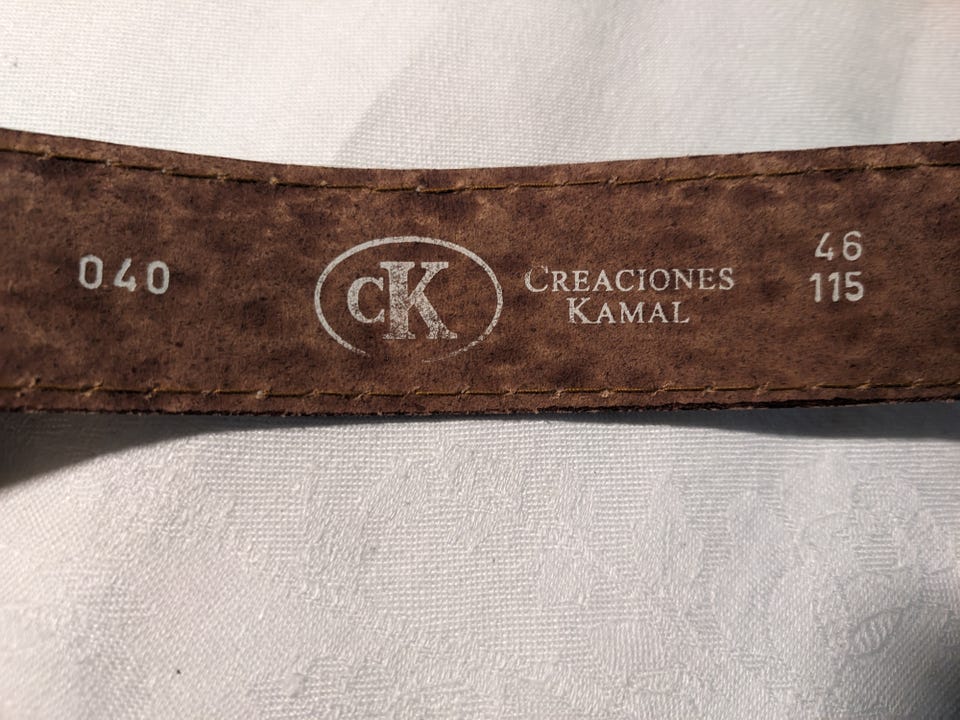 040
cK
CREACIONES
KAMAL
46
115